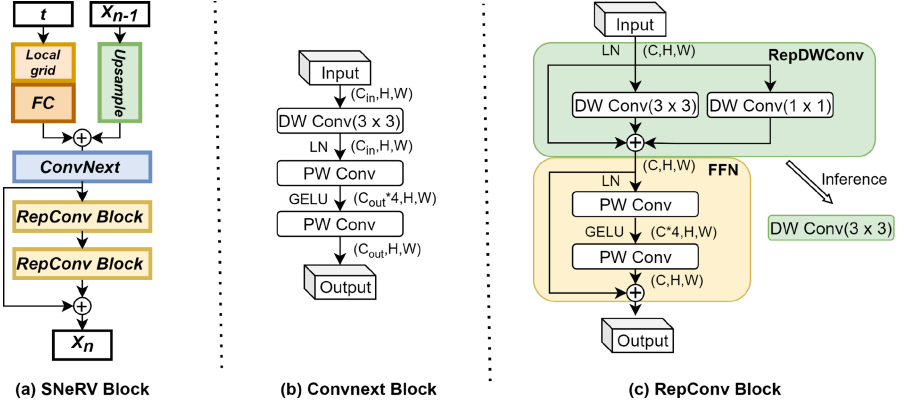 t
Xn-1
Local
grid
FC
Upsample
ConvNext
RepConv Block
RepConv Block
Xn
(a) SNeRV Block
Input
(Cin,H,W)
DW Conv(3 x 3)
LN
(Cin,H,W)
PW Conv
GELU
(Cout*4,H,W)
PW Conv
(Cout,H,W)
Output
(b) Convnext Block
Input
LN
(C,H,W)
RepDWConv
DW Conv(3 x 3)
DW Conv(1 x 1)
(C,H,W)
FFN
LN
PW Conv
GELU
(C*4,H,W)
PW Conv
(C,H,W)
Output
Inference
DW Conv(3 x 3)
(c) RepConv Block